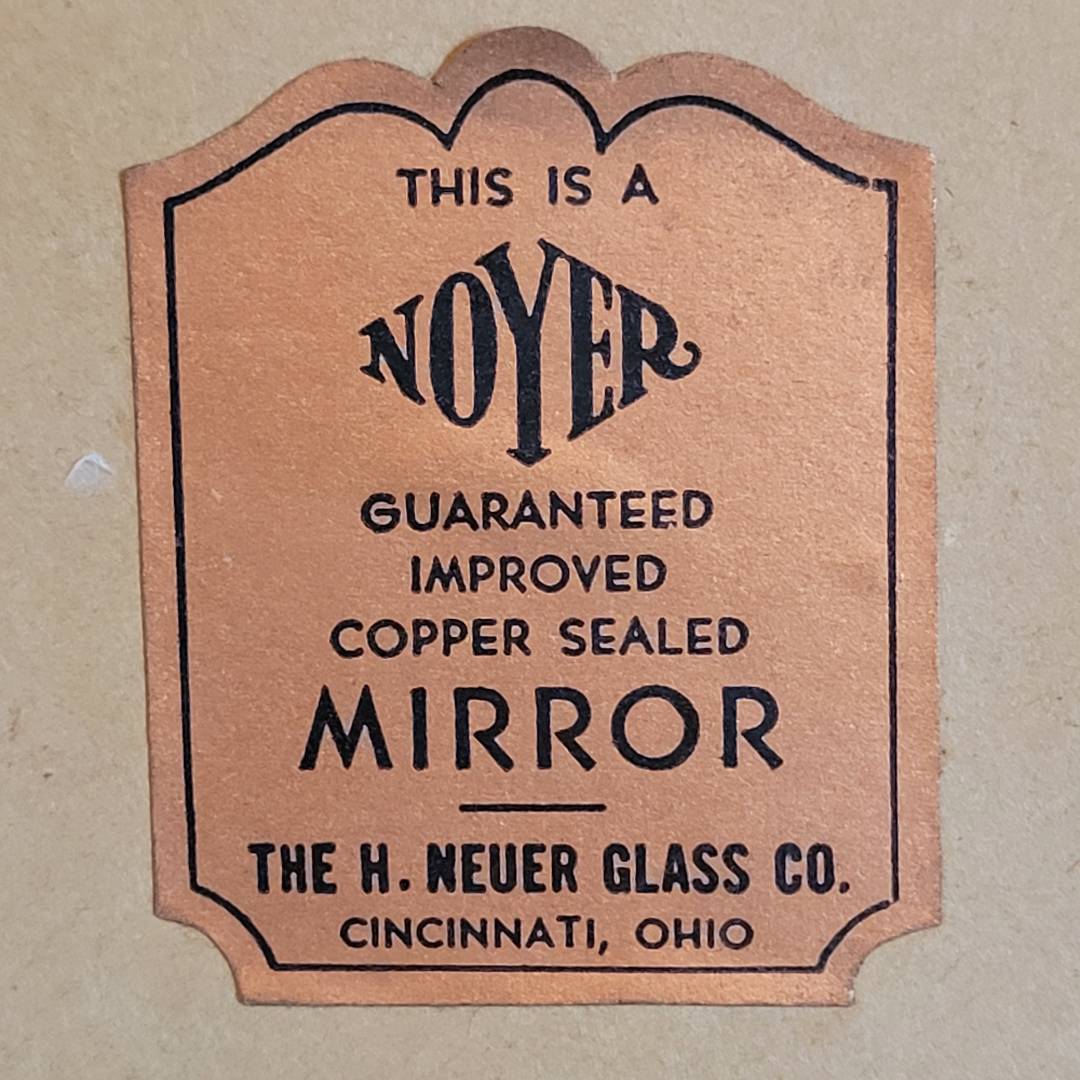 THIS IS A
NOYER
GUARANTEED
IMPROVED
COPPER SEALED
MIRROR
THE H. NEUER GLASS CO.
CINCINNATI, OHIO